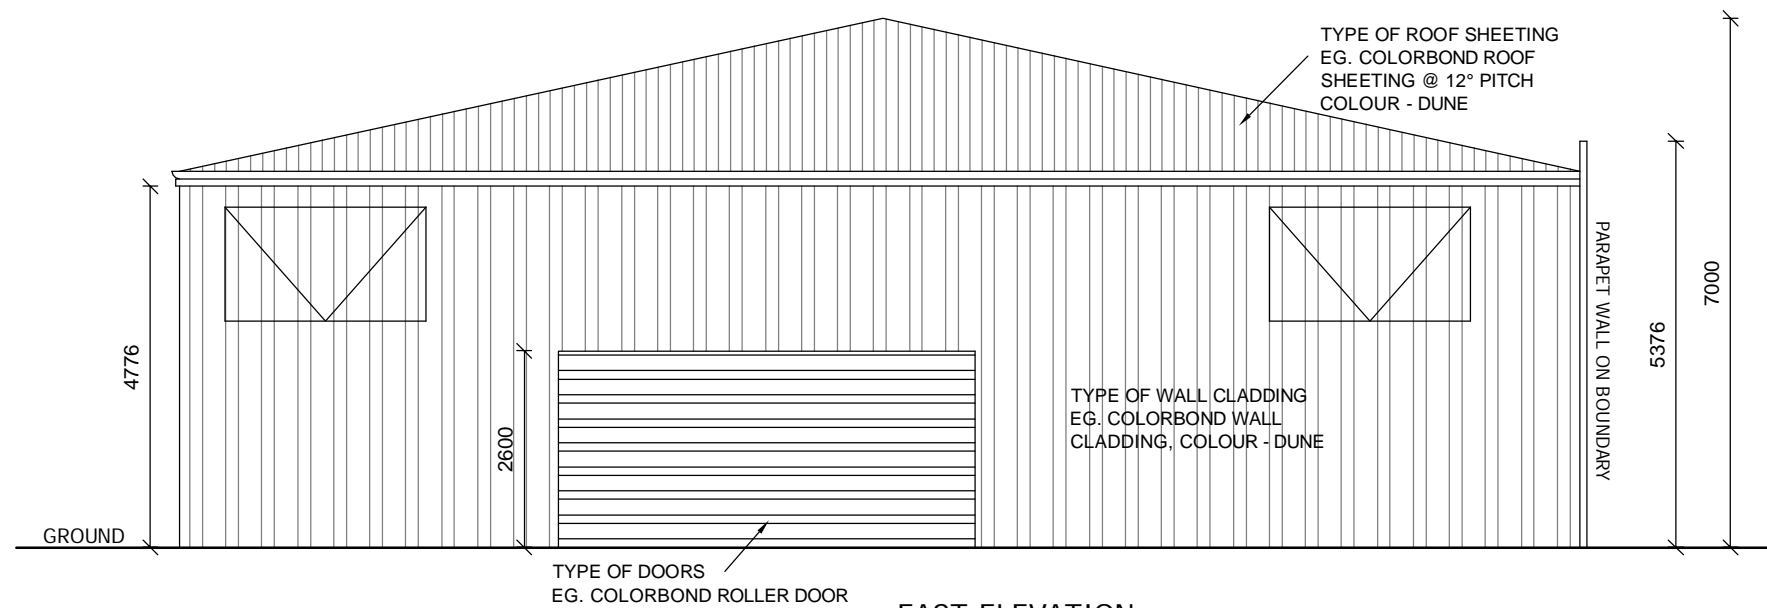 TYPE OF ROOF SHEETING
EG. COLORBOND ROOF
SHEETING @ 12° PITCH
COLOUR - DUNE
7000
5376
PARAPET WALL ON BOUNDARY
4776
2600
TYPE OF WALL CLADDING
EG. COLORBOND WALL
CLADDING, COLOUR - DUNE
GROUND
TYPE OF DOORS
EG. COLORBOND ROLLER DOOR
EAST ELEVATION